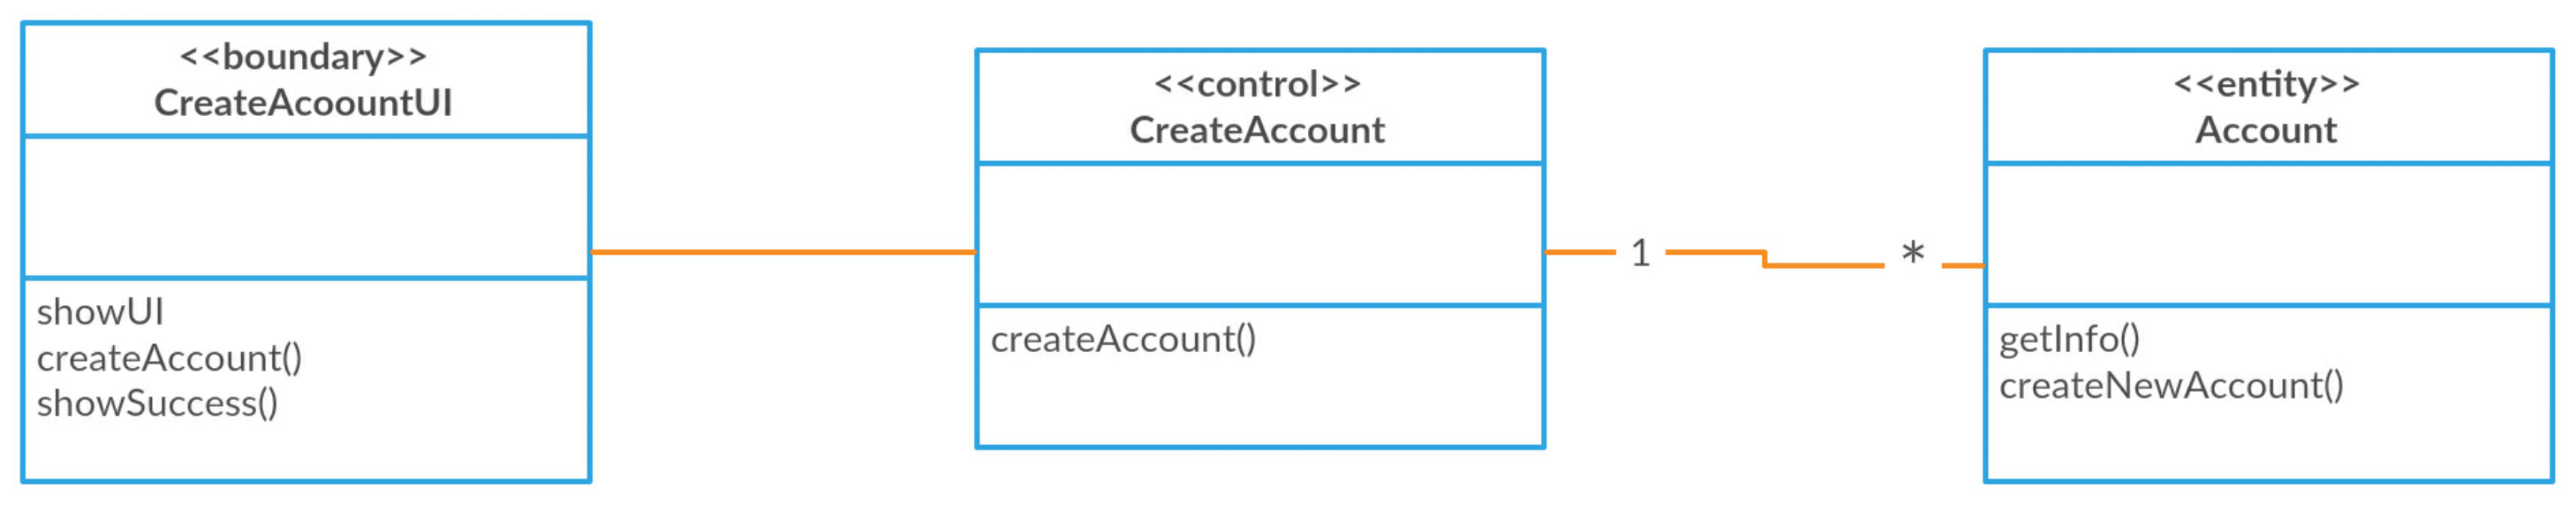 <<boundary>>
CreateAcoountUI
showUI
createAccount()
showSuccess()
<<control>>
CreateAccount
createAccount()
1
*
<<entity>>
Account
getInfo()
createNewAccount()